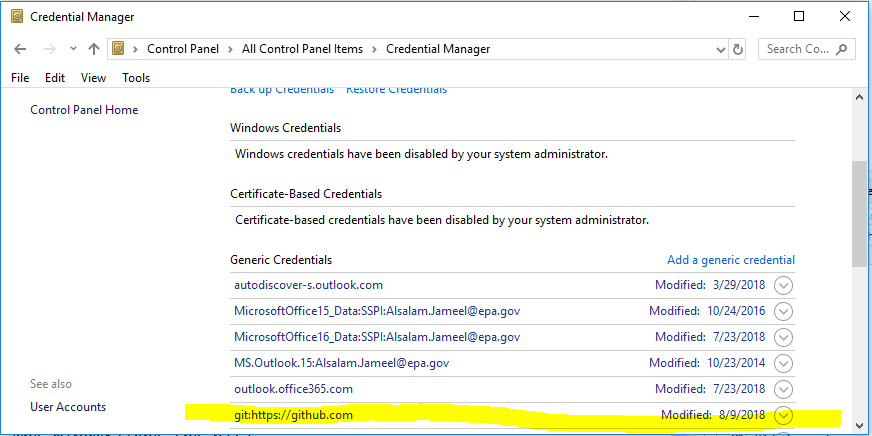 Credential Manager
Control Panel All Control Panel Items Credential Manager Search Co...
File Edit View Tools
Control Panel Home
Back up Credentials Restore Credentials
Windows Credentials
Windows credentials have been disabled by your system administrator.
Certificate-Based Credentials
Certificate-based credentials have been disabled by your system administrator.
Generic Credentials Add a generic credential
autodiscover-s.outlook.com Modified: 3/29/2018
MicrosoftOffice15_Data:SSPI:Alsalam.Jameel@epa.gov Modified: 10/24/2016
MicrosoftOffice16_Data:SSPI:Alsalam.Jameel@epa.gov Modified: 7/23/2018
MS.Outlook.15:Alsalam.Jameel@epa.gov Modified: 10/23/2014
See also
outlook.office365.com Modified: 7/23/2018
User Accounts
git:https://github.com Modified: 8/9/2018